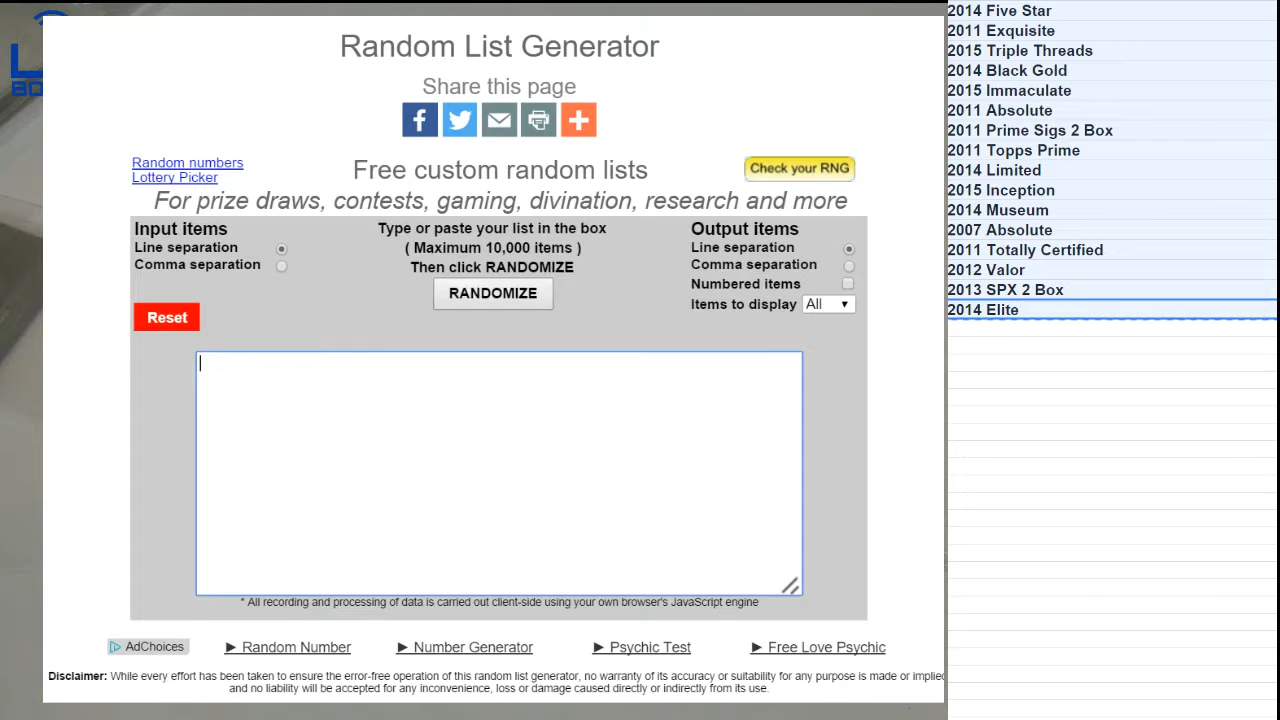 Random List Generator
Share this page
Random numbers
Lottery Picker
Free custom random lists
Check your RNG
For prize draws, contests, gaming, divination, research and more
Input items
Line separation
Comma separation
Reset
Type or paste your list in the box
( Maximum 10,000 items )
Then click RANDOMIZE
RANDOMIZE
Output items
Line separation
Comma separation
Numbered items
Items to display All
* All recording and processing of data is carried out client-side using your own browser's JavaScript engine
AdChoices
► Random Number
► Number Generator
► Psychic Test
► Free Love Psychic
Disclaimer: While every effort has been taken to ensure the error-free operation of this random list generator, no warranty of its accuracy or suitability for any purpose is made or implied
and no liability will be accepted for any inconvenience, loss or damage caused directly or indirectly from its use.
2014 Five Star
2011 Exquisite
2015 Triple Threads
2014 Black Gold
2015 Immaculate
2011 Absolute
2011 Prime Sigs 2 Box
2011 Topps Prime
2014 Limited
2015 Inception
2014 Museum
2007 Absolute
2011 Totally Certified
2012 Valor
2013 SPX 2 Box
2014 Elite